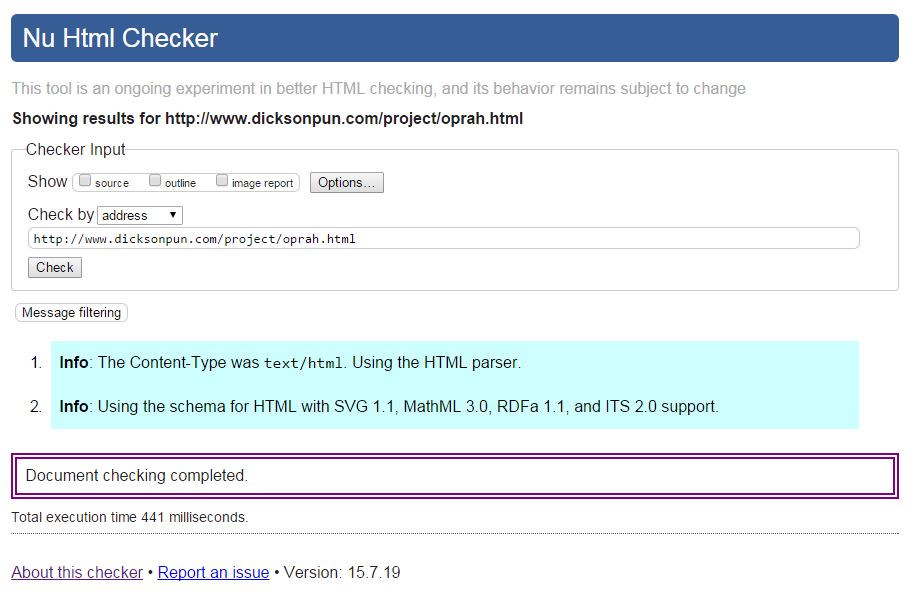 Nu Html Checker
This tool is an ongoing experiment in better HTML checking, and its behavior remains subject to change
Showing results for http://www.dicksonpun.com/project/oprah.html
Checker Input
Show source outline image report Options...
Check by address
http://www.dicksonpun.com/project/oprah.html
Check
Message filtering
1. Info: The Content-Type was text/html. Using the HTML parser.
2. Info: Using the schema for HTML with SVG 1.1, MathML 3.0, RDFa 1.1, and ITS 2.0 support.
Document checking completed.
Total execution time 441 milliseconds.
About this checker • Report an issue • Version: 15.7.19